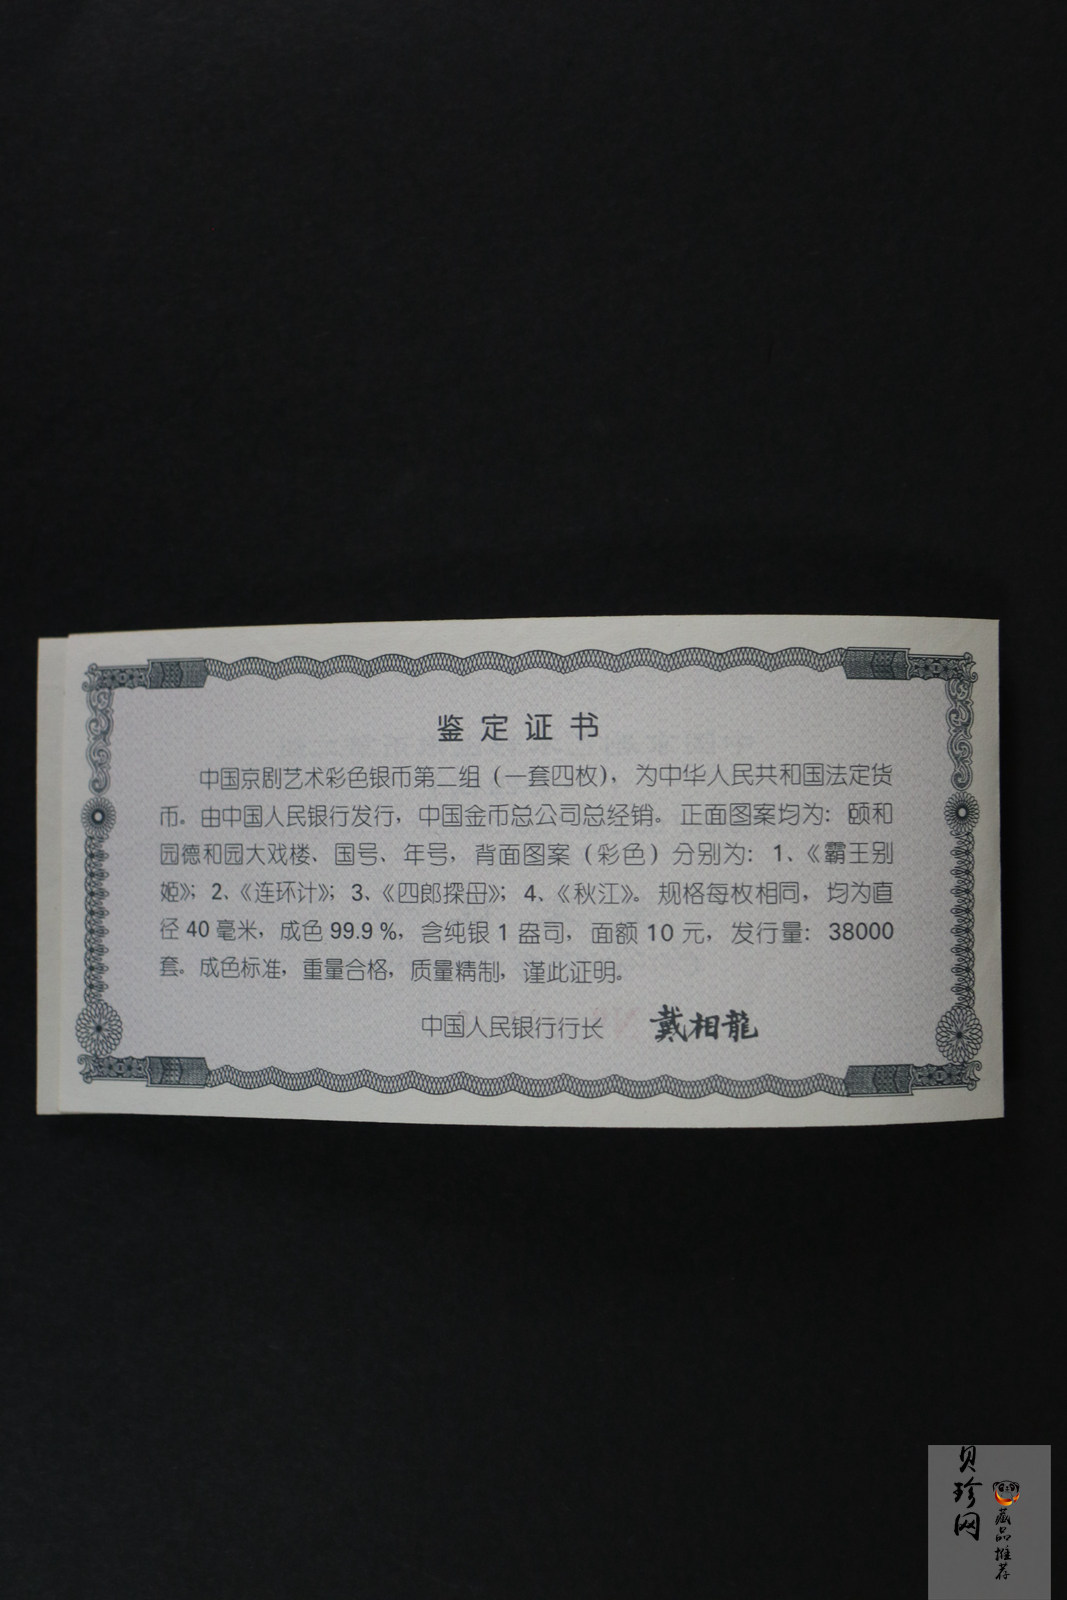 鉴定证书
中国京剧艺术彩色银币第二组（一套四枚），为中华人民共和国法定货
币。由中国人民银行发行，中国金币总公司总经销。正面图案均为：颐和
园德和园大戏楼、国号、年号，背面图案（彩色）分别为：1、《霸王别
姬》；2、《连环计》；3、《四郎探母》；4、《秋江》。规格每枚相同，均为直
径40毫米，成色99.9%，含纯银1盎司，面额10元，发行量：38000
套。成色标准，重量合格，质量精制，谨此证明。
中国人民银行行长 戴相龍
贝珍网
藏品推荐